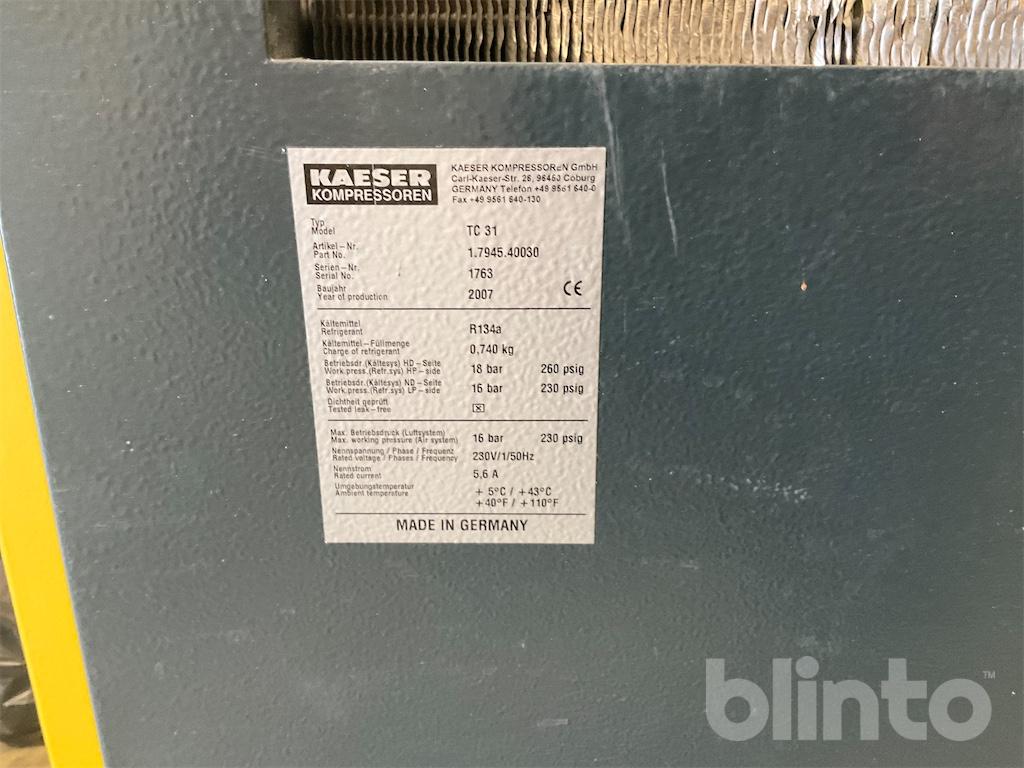 KAESER
KOMPRESSOREN
KAESER KOMPRESSOREN GmbH
Carl-Kaeser-Str. 26, 96450 Coburg
GERMANY Telefon +49 9561 640-0
Fax +49 9561 640-130
Typ
Model TC 31
Artikel-Nr.
Part No. 1.7945.40030
Serien-Nr.
Serial No. 1763
Baujahr
Year of production 2007 CE
Kältemittel
Refrigerant R134a
Kältemittel-Füllmenge
Charge of refrigerant 0,740 kg
Betriebsdr.(Kältesys) HD-Seite
Work.press.(Refr.sys) HP-side 18 bar 260 psig
Betriebsdr.(Kältesys) ND-Seite
Work.press.(Refr.sys) LP-side 16 bar 230 psig
Dichtheit geprüft
Tested leak-free ☒
Max. Betriebsdruck (Luftsystem)
Max. working pressure (Air system) 16 bar 230 psig
Nennspannung / Phase / Frequenz
Rated voltage / Phases / Frequency 230V/1/50Hz
Nennstrom
Rated current 5,6 A
Umgebungstemperatur
Ambient temperature + 5°C / +43°C
+40°F / +110°F
MADE IN GERMANY
blinto™